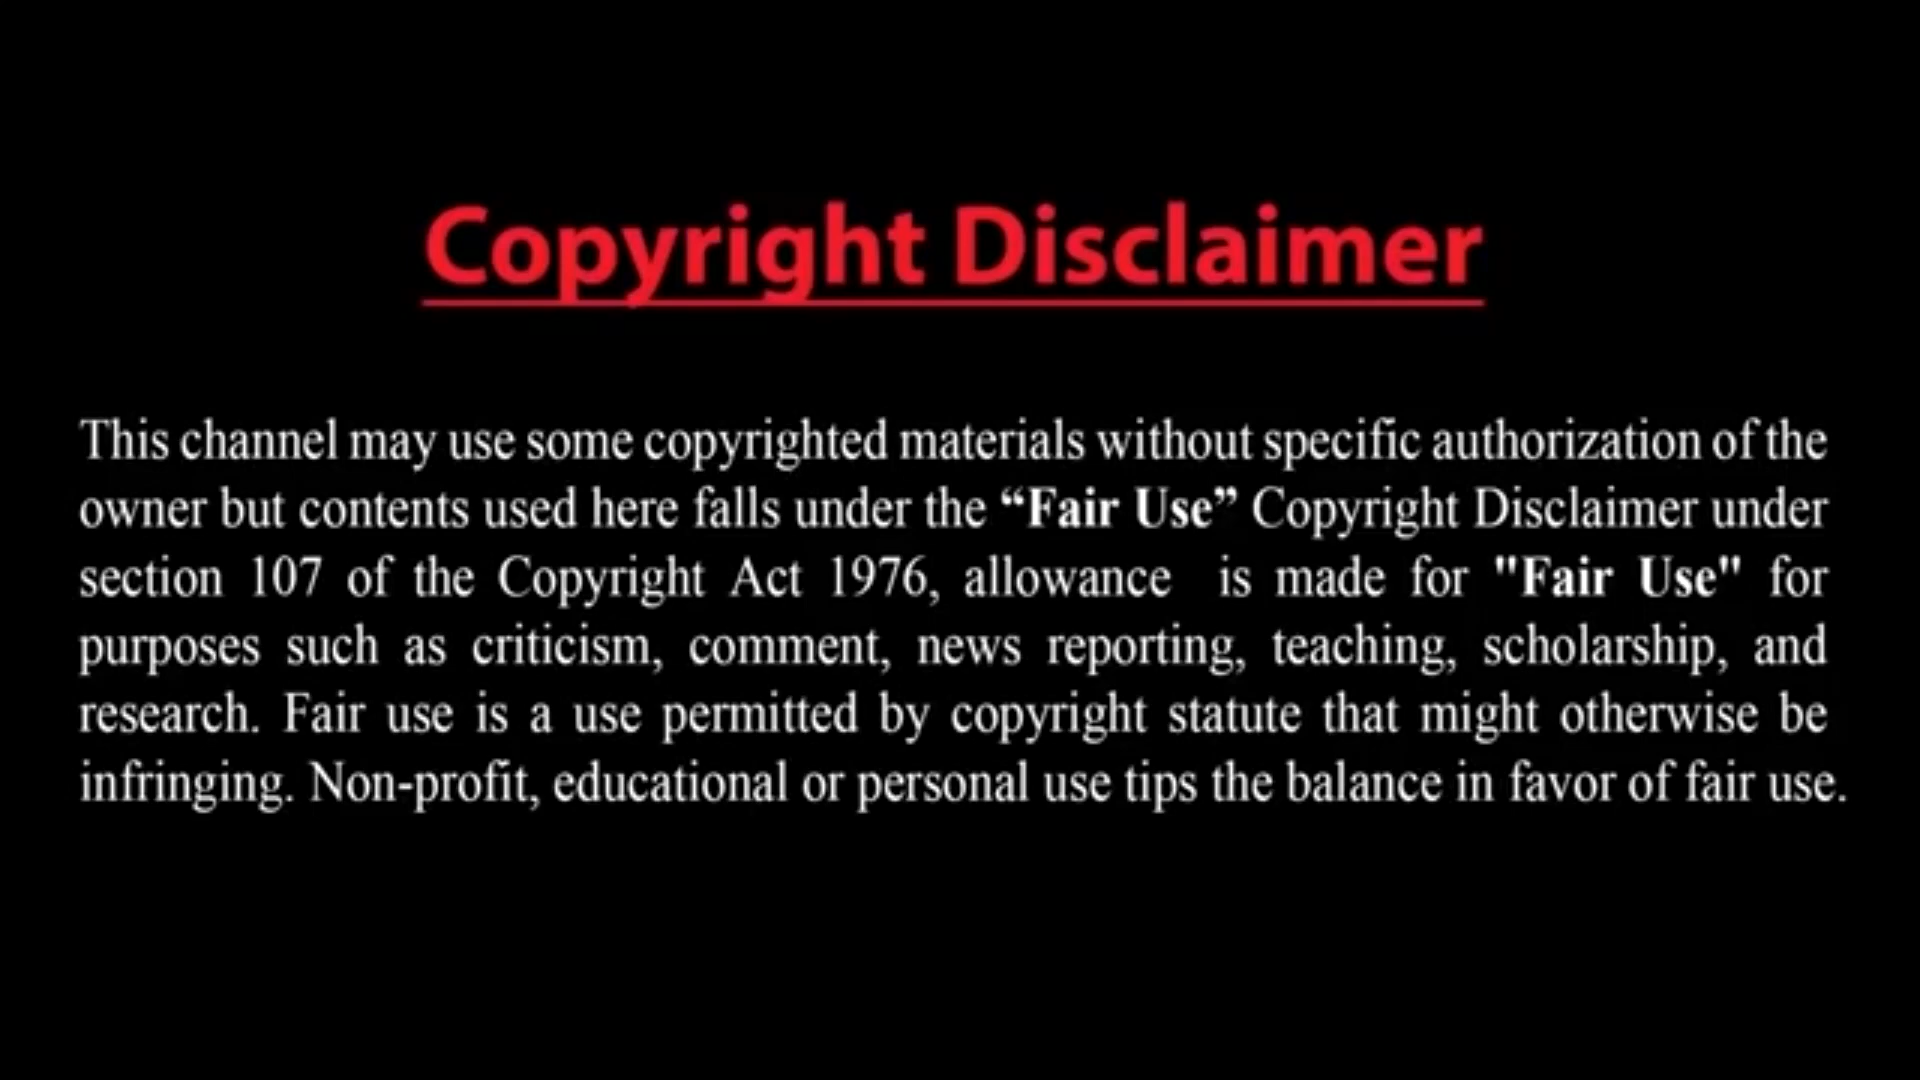 Copyright Disclaimer
This channel may use some copyrighted materials without specific authorization of the
owner but contents used here falls under the “Fair Use” Copyright Disclaimer under
section 107 of the Copyright Act 1976, allowance is made for "Fair Use" for
purposes such as criticism, comment, news reporting, teaching, scholarship, and
research. Fair use is a use permitted by copyright statute that might otherwise be
infringing. Non-profit, educational or personal use tips the balance in favor of fair use.